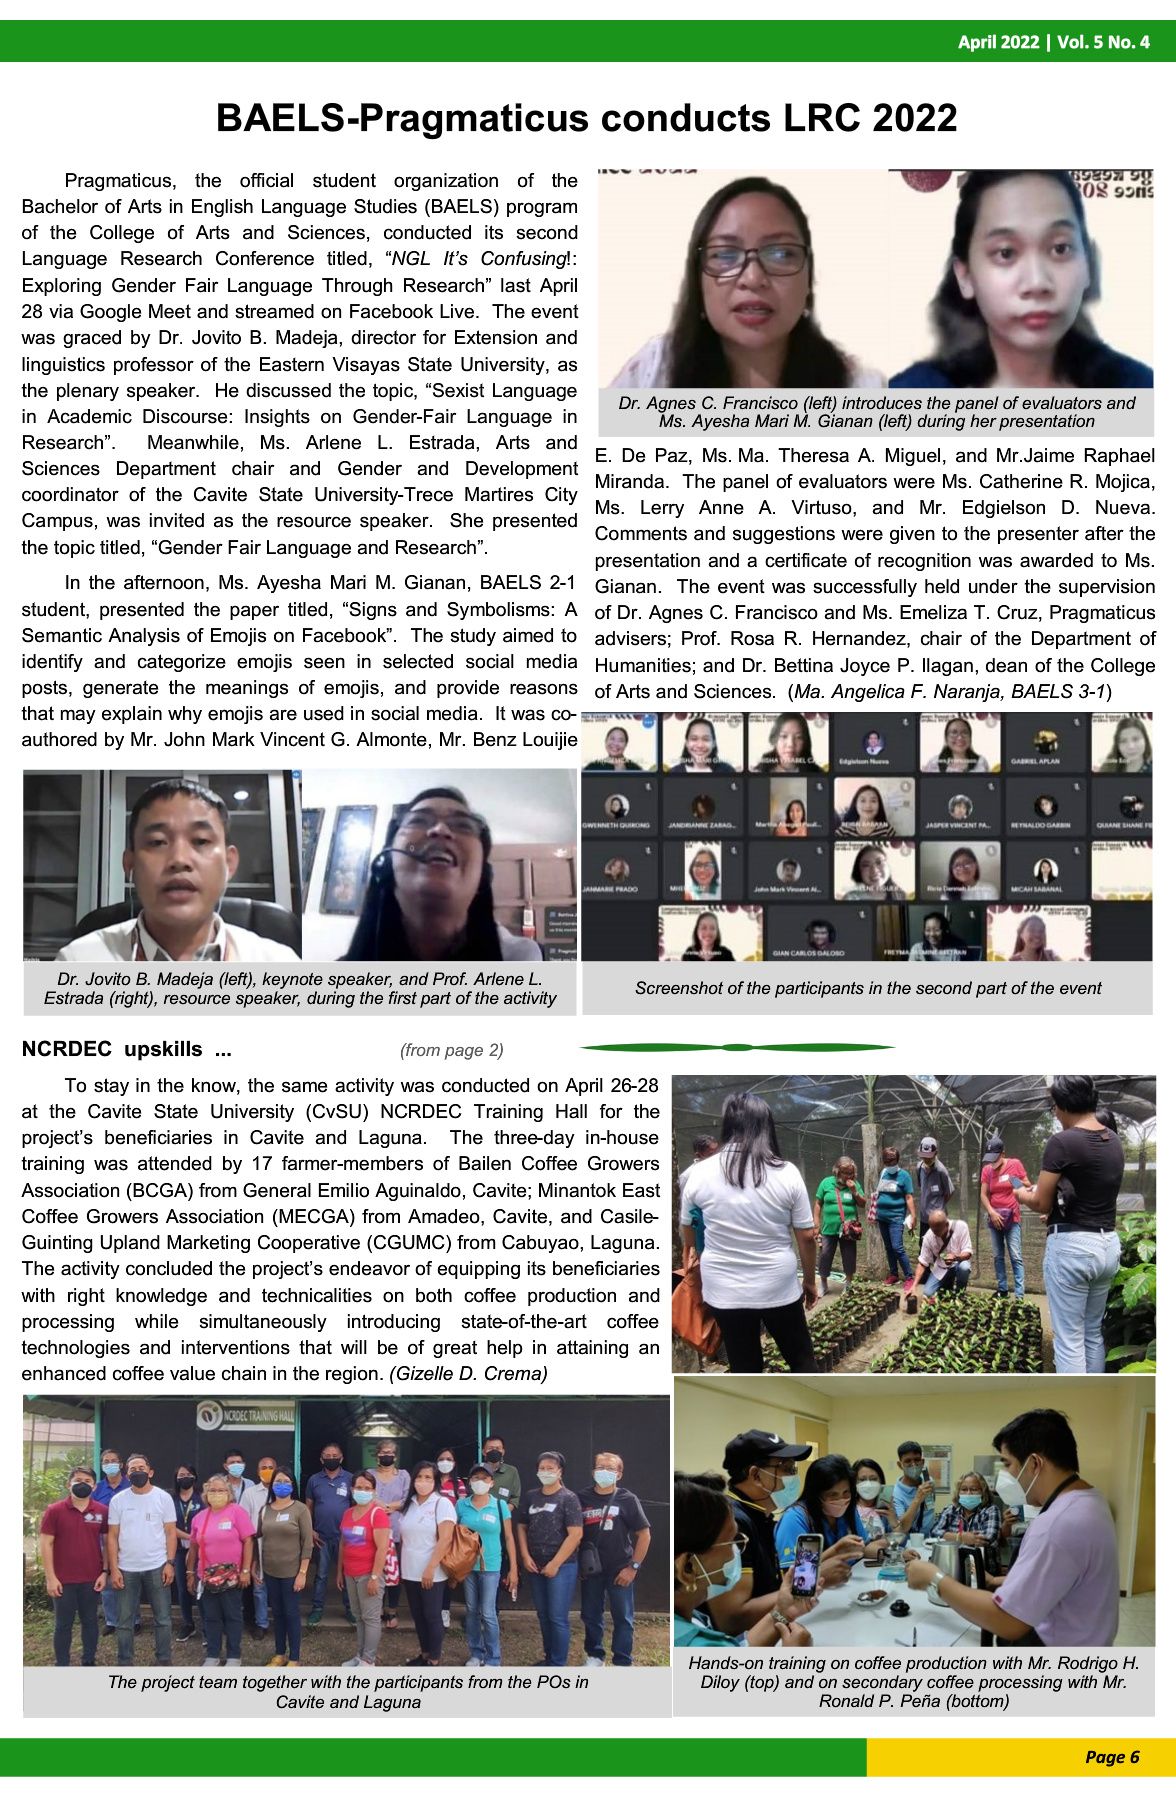 April 2022 | Vol. 5 No. 4
BAELS-Pragmaticus conducts LRC 2022
Pragmaticus, the official student organization of the
Bachelor of Arts in English Language Studies (BAELS) program
of the College of Arts and Sciences, conducted its second
Language Research Conference titled, “NGL It’s Confusing!:
Exploring Gender Fair Language Through Research” last April
28 via Google Meet and streamed on Facebook Live. The event
was graced by Dr. Jovito B. Madeja, director for Extension and
linguistics professor of the Eastern Visayas State University, as
the plenary speaker. He discussed the topic, “Sexist Language
in Academic Discourse: Insights on Gender-Fair Language in
Research”. Meanwhile, Ms. Arlene L. Estrada, Arts and
Sciences Department chair and Gender and Development
coordinator of the Cavite State University-Trece Martires City
Campus, was invited as the resource speaker. She presented
the topic titled, “Gender Fair Language and Research”.
In the afternoon, Ms. Ayesha Mari M. Gianan, BAELS 2-1
student, presented the paper titled, “Signs and Symbolisms: A
Semantic Analysis of Emojis on Facebook”. The study aimed to
identify and categorize emojis seen in selected social media
posts, generate the meanings of emojis, and provide reasons
that may explain why emojis are used in social media. It was co-
authored by Mr. John Mark Vincent G. Almonte, Mr. Benz Louijie
Dr. Agnes C. Francisco (left) introduces the panel of evaluators and
Ms. Ayesha Mari M. Gianan (left) during her presentation
E. De Paz, Ms. Ma. Theresa A. Miguel, and Mr.Jaime Raphael
Miranda. The panel of evaluators were Ms. Catherine R. Mojica,
Ms. Lerry Anne A. Virtuso, and Mr. Edgielson D. Nueva.
Comments and suggestions were given to the presenter after the
presentation and a certificate of recognition was awarded to Ms.
Gianan. The event was successfully held under the supervision
of Dr. Agnes C. Francisco and Ms. Emeliza T. Cruz, Pragmaticus
advisers; Prof. Rosa R. Hernandez, chair of the Department of
Humanities; and Dr. Bettina Joyce P. Ilagan, dean of the College
of Arts and Sciences. (Ma. Angelica F. Naranja, BAELS 3-1)
Edgielson Nueva
GABRIEL APLAN
GWENNETH QUIRONG
REYNALDO GARBIN
JANMARIE PRADO
John Mark Vincent Al...
MICAH SABANAL
GIAN CARLOS GALOSO
Dr. Jovito B. Madeja (left), keynote speaker, and Prof. Arlene L.
Estrada (right), resource speaker, during the first part of the activity
Screenshot of the participants in the second part of the event
NCRDEC upskills ...
(from page 2)
To stay in the know, the same activity was conducted on April 26-28
at the Cavite State University (CvSU) NCRDEC Training Hall for the
project’s beneficiaries in Cavite and Laguna. The three-day in-house
training was attended by 17 farmer-members of Bailen Coffee Growers
Association (BCGA) from General Emilio Aguinaldo, Cavite; Minantok East
Coffee Growers Association (MECGA) from Amadeo, Cavite, and Casile-
Guinting Upland Marketing Cooperative (CGUMC) from Cabuyao, Laguna.
The activity concluded the project’s endeavor of equipping its beneficiaries
with right knowledge and technicalities on both coffee production and
processing while simultaneously introducing state-of-the-art coffee
technologies and interventions that will be of great help in attaining an
enhanced coffee value chain in the region. (Gizelle D. Crema)
NCRDEC TRAINING HALL
The project team together with the participants from the POs in
Cavite and Laguna
Hands-on training on coffee production with Mr. Rodrigo H.
Diloy (top) and on secondary coffee processing with Mr.
Ronald P. Peña (bottom)
Page 6